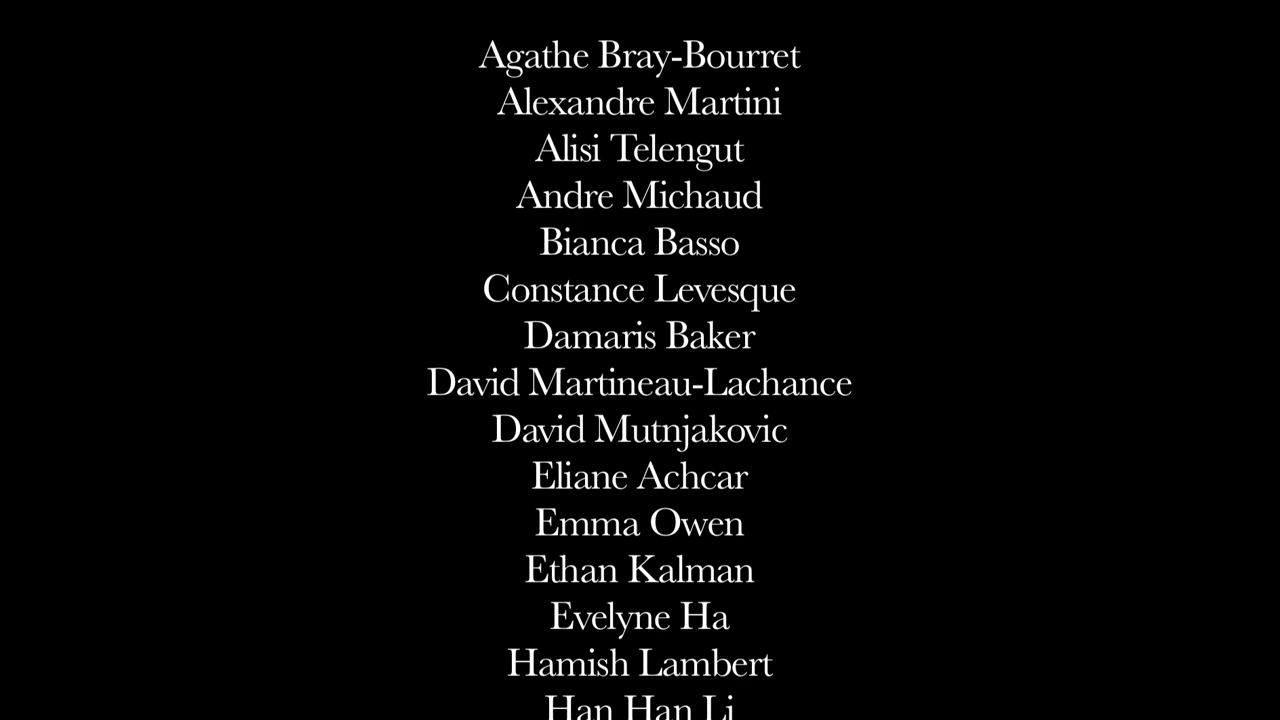 Agathe Bray-Bourret
Alexandre Martini
Alisi Telengut
Andre Michaud
Bianca Basso
Constance Levesque
Damaris Baker
David Martineau-Lachance
David Mutnjakovic
Eliane Achcar
Emma Owen
Ethan Kalman
Evelyne Ha
Hamish Lambert
Han Han Li